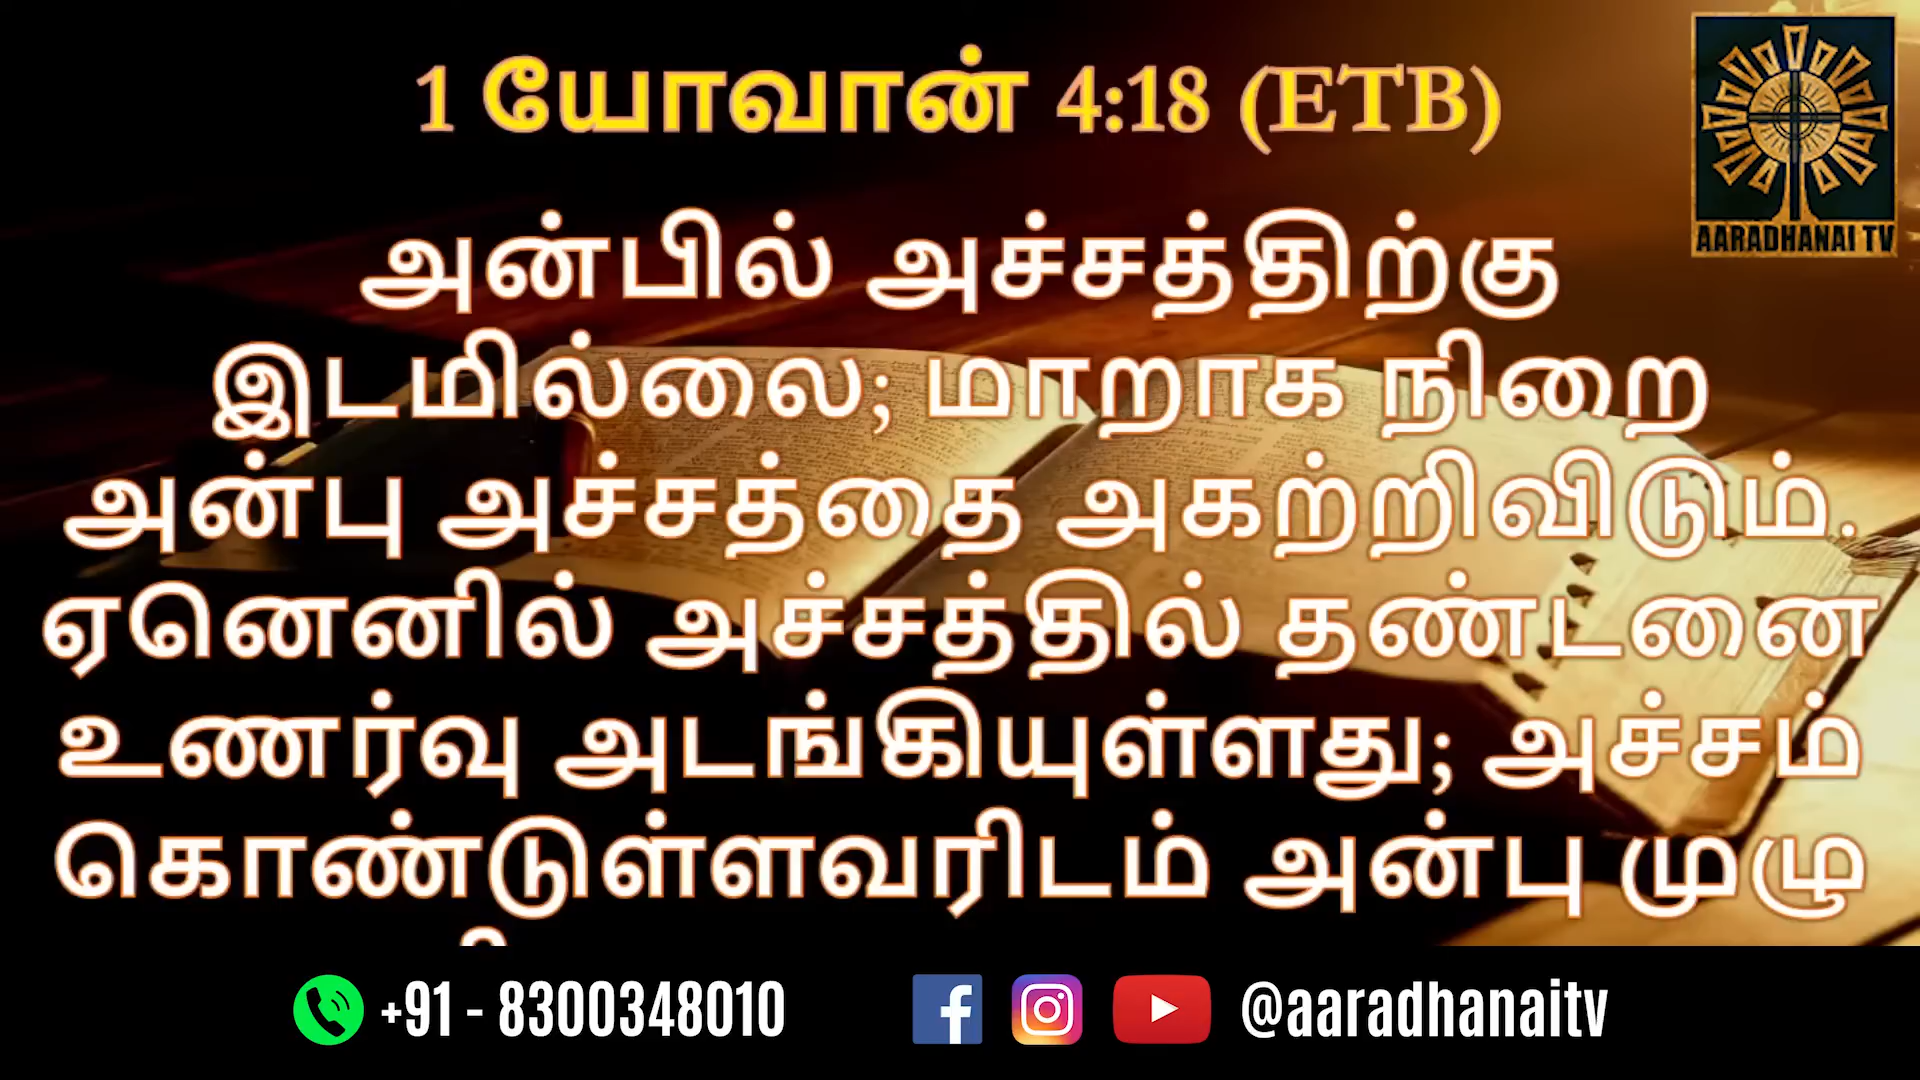 1 யோவான் 4:18 (ETB)
AARADHANAI TV
அன்பில் அச்சத்திற்கு
இடமில்லை; மாறாக நிறை
அன்பு அச்சத்தை அகற்றிவிடும்.
ஏனெனில் அச்சத்தில் தண்டனை
உணர்வு அடங்கியுள்ளது; அச்சம்
கொண்டுள்ளவரிடம் அன்பு முழு
+91 - 8300348010
@aaradhanaitv